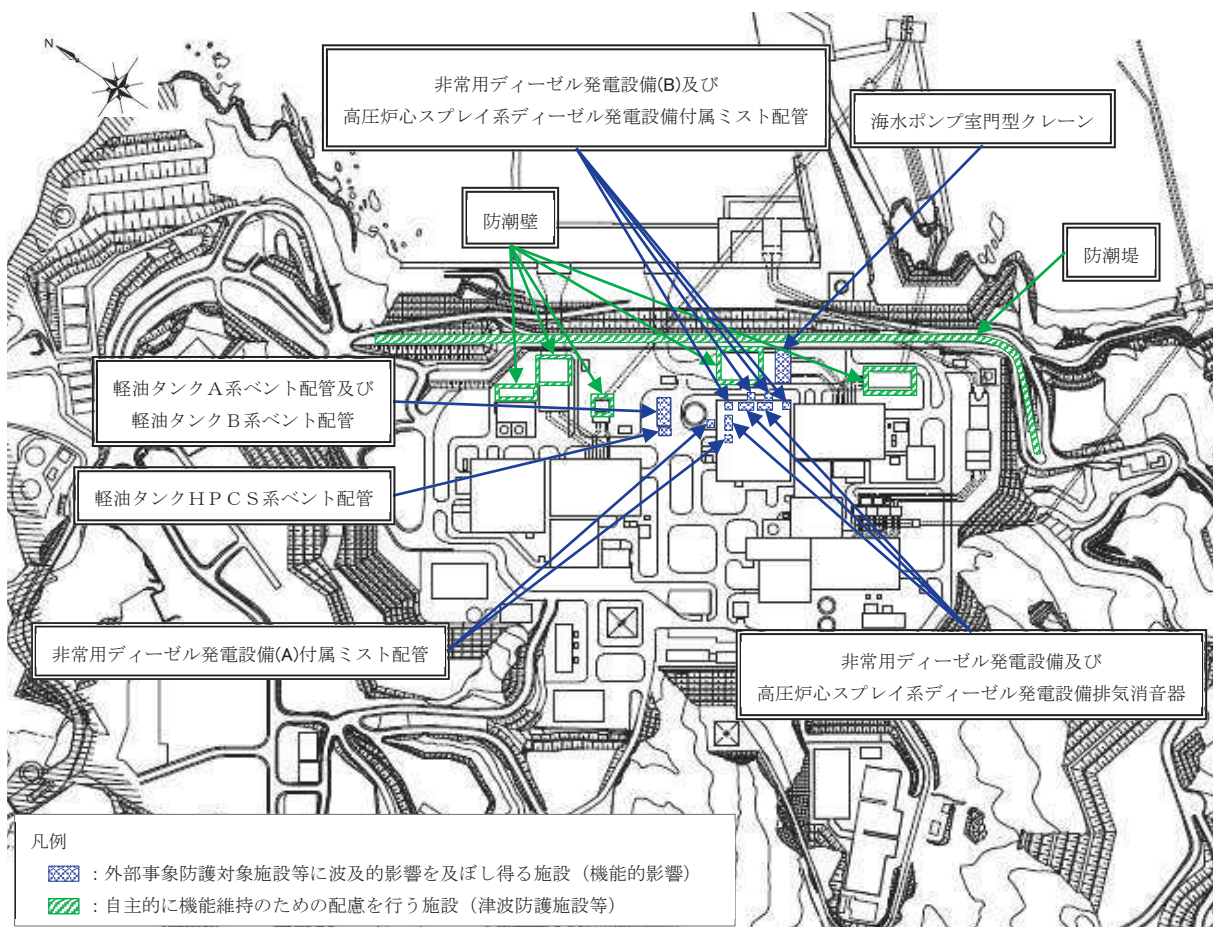 N
非常用ディーゼル発電設備(B)及び
高圧炉心スプレイ系ディーゼル発電設備付属ミスト配管
海水ポンプ室門型クレーン
防潮壁
防潮堤
軽油タンクA系ベント配管及び
軽油タンクB系ベント配管
軽油タンクHPCS系ベント配管
非常用ディーゼル発電設備(A)付属ミスト配管
非常用ディーゼル発電設備及び
高圧炉心スプレイ系ディーゼル発電設備排気消音器
凡例
:外部事象防護対象施設等に波及的影響を及ぼし得る施設(機能的影響)
:自主的に機能維持のための配慮を行う施設(津波防護施設等)